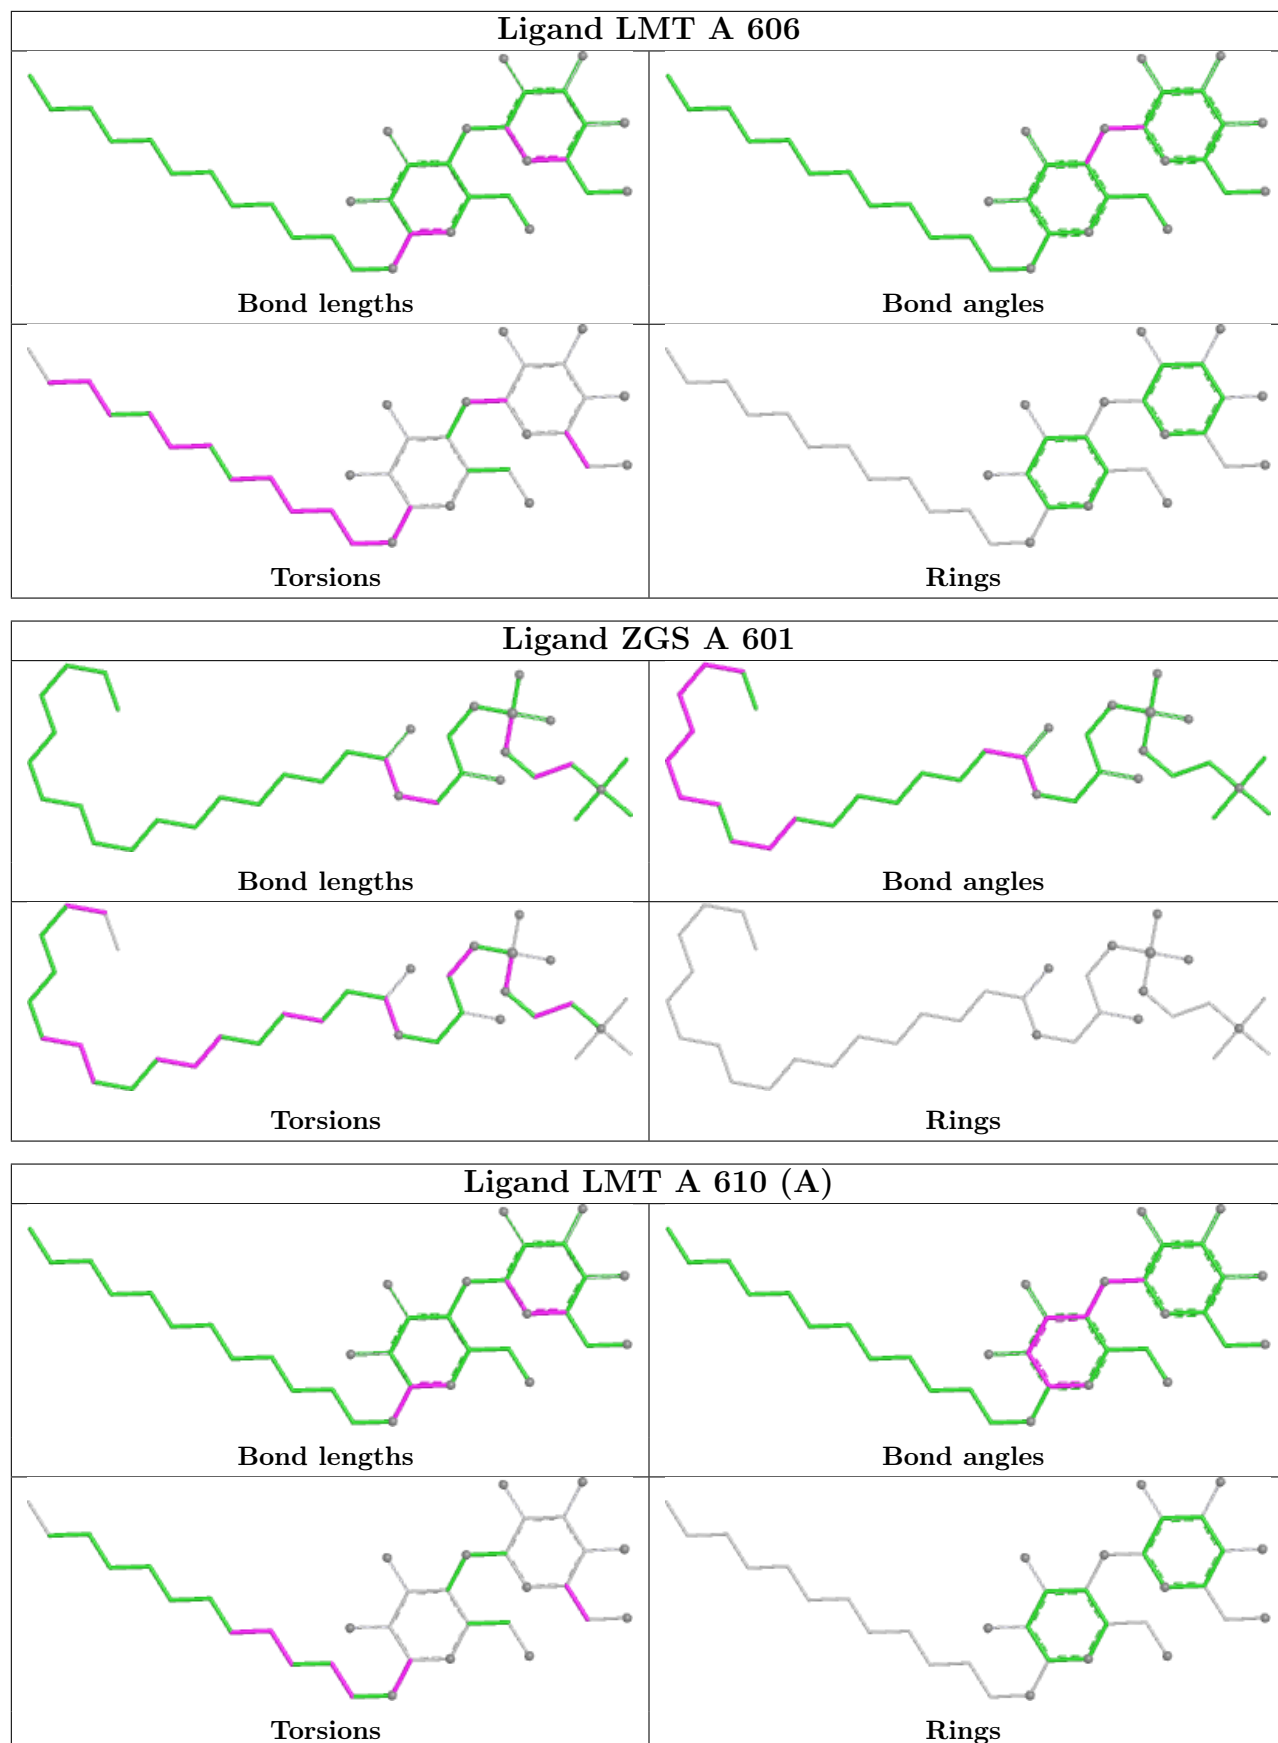 Ligand LMT A 606
Bond lengths
Bond angles
Torsions
Rings
Ligand ZGS A 601
Bond lengths
Bond angles
Torsions
Rings
Ligand LMT A 610 (A)
Bond lengths
Bond angles
Torsions
Rings